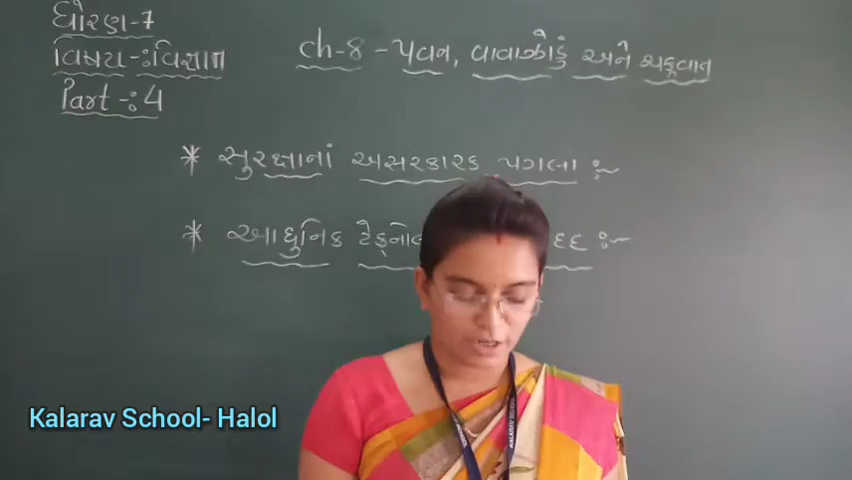 ધોરણ-7
વિષય-: વિજ્ઞાન
Part-: 4
ch-8 - પવન, વાવાઝોડું અને ચક્રવાત
* સુરક્ષાનાં અસરકારક પગલા :-
* આધુનિક :-
Kalarav School- Halol